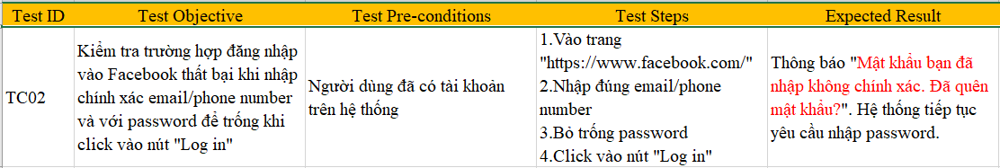 Test ID Test Objective Test Pre-conditions Test Steps Expected Result
TC02
Kiểm tra trường hợp đăng nhập
vào Facebook thất bại khi nhập
chính xác email/phone number
và với password để trống khi
click vào nút "Log in"
Người dùng đã có tài khoản
trên hệ thống
1.Vào trang
"https://www.facebook.com/"
2.Nhập đúng email/phone
number
3.Bỏ trống password
4.Click vào nút "Log in"
Thông báo "Mật khẩu bạn đã
nhập không chính xác. Đã quên
mật khẩu?". Hệ thống tiếp tục
yêu cầu nhập password.